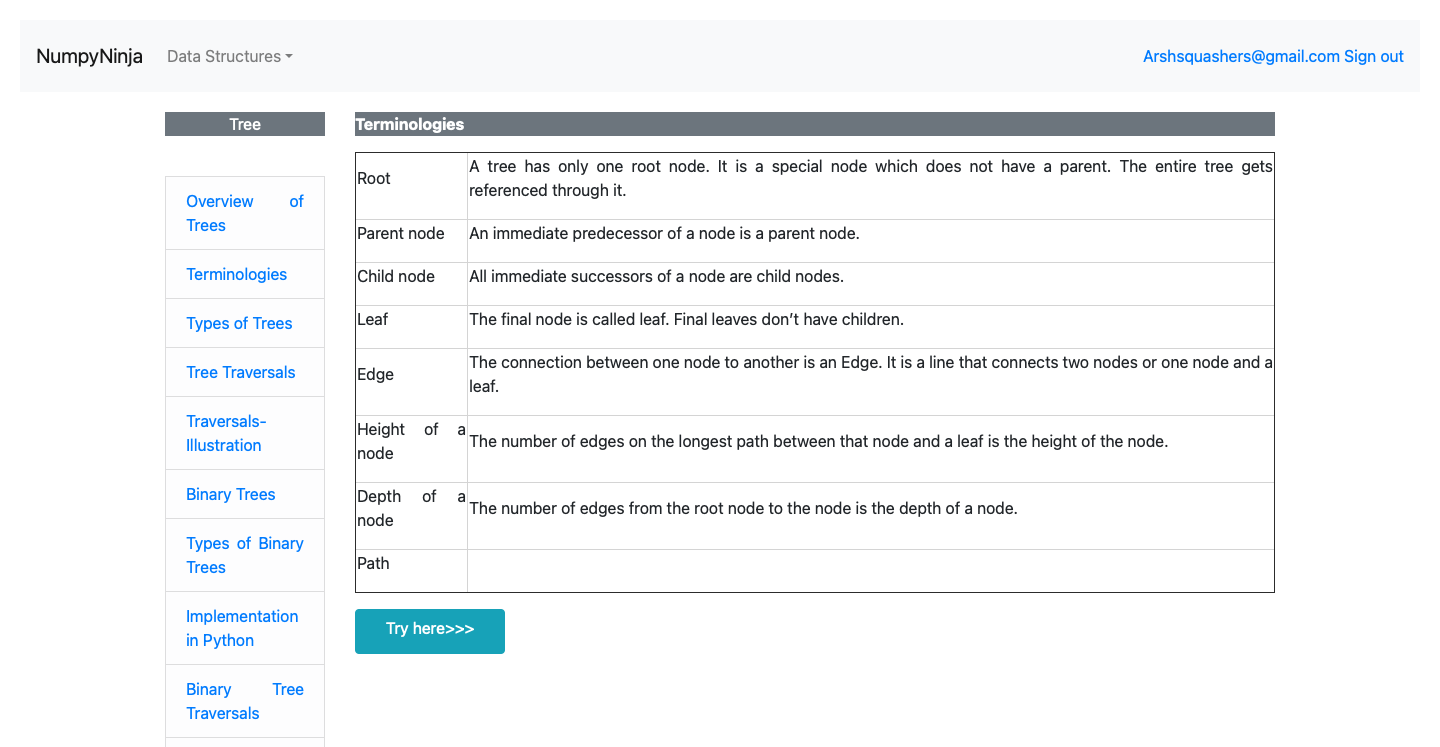 NumpyNinja Data Structures Arshsquashers@gmail.com Sign out
Tree
Overview of
Trees
Terminologies
Types of Trees
Tree Traversals
Traversals-
Illustration
Binary Trees
Types of Binary
Trees
Implementation
in Python
Binary Tree
Traversals
Terminologies
Root
A tree has only one root node. It is a special node which does not have a parent. The entire tree gets
referenced through it.
Parent node
An immediate predecessor of a node is a parent node.
Child node
All immediate successors of a node are child nodes.
Leaf
The final node is called leaf. Final leaves don’t have children.
Edge
The connection between one node to another is an Edge. It is a line that connects two nodes or one node and a
leaf.
Height of a
node
The number of edges on the longest path between that node and a leaf is the height of the node.
Depth of a
node
The number of edges from the root node to the node is the depth of a node.
Path
Try here>>>